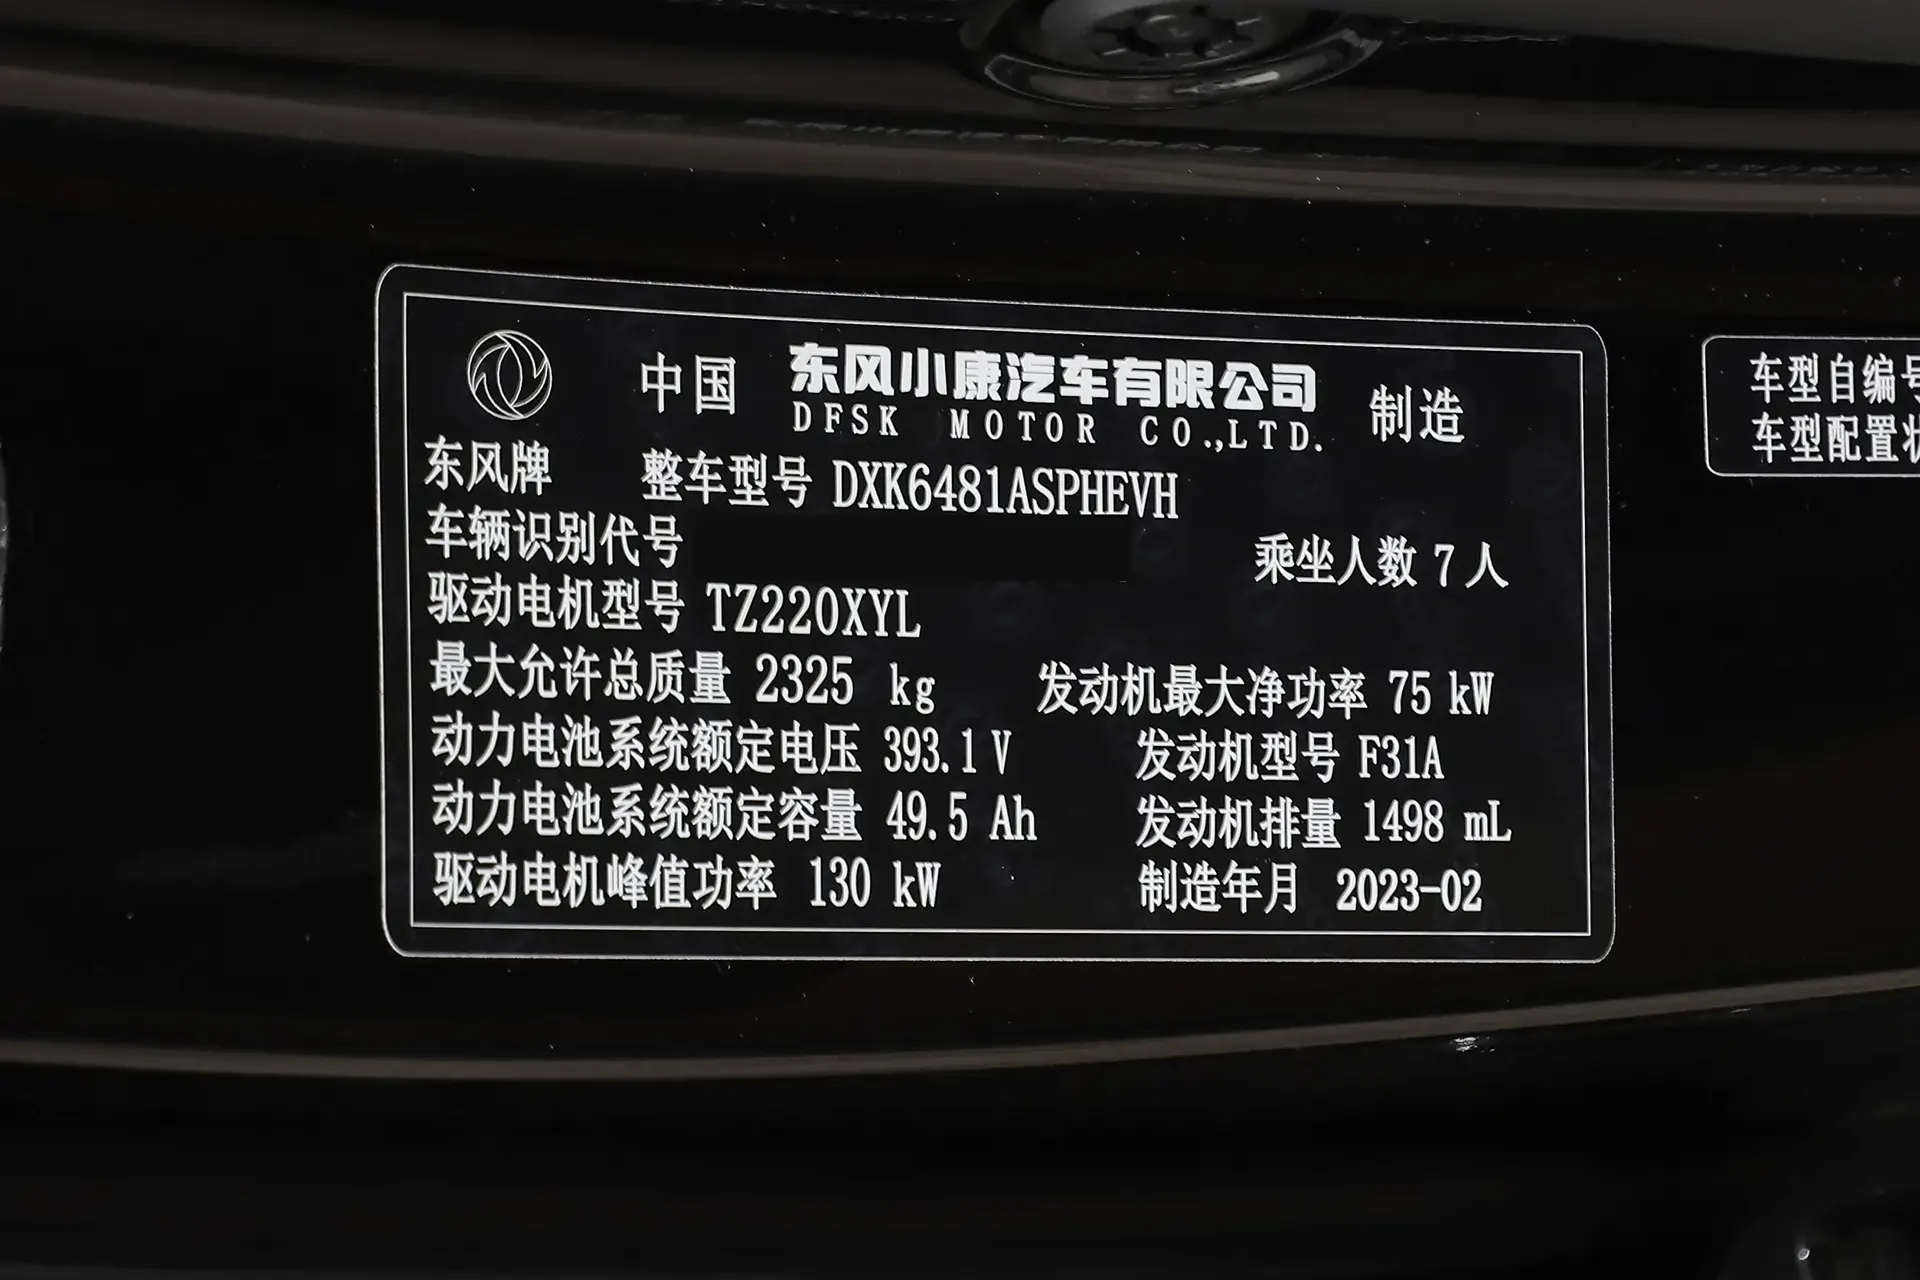 中国 东风小康汽车有限公司 制造
DFSK MOTOR CO.,LTD.
东风牌 整车型号 DXK6481ASPHEVH
车辆识别代号 乘坐人数 7 人
驱动电机型号 TZ220XYL
最大允许总质量 2325 kg 发动机最大净功率 75 kW
动力电池系统额定电压 393.1 V 发动机型号 F31A
动力电池系统额定容量 49.5 Ah 发动机排量 1498 mL
驱动电机峰值功率 130 kW 制造年月 2023-02
车型自编号
车型配置状